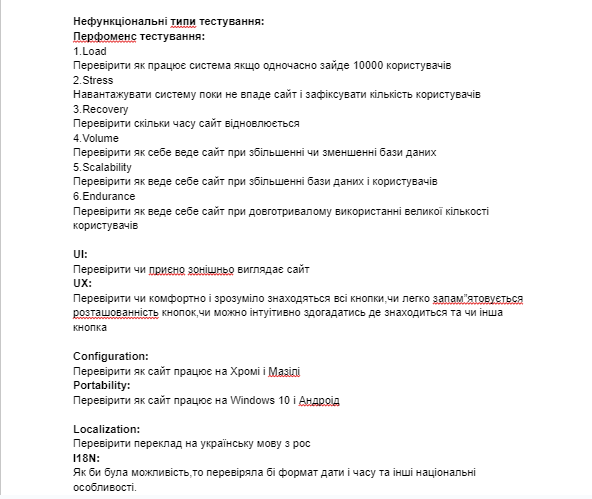 Нефункціональні типи тестування:
Перфоменс тестування:
1.Load
Перевірити як працює система якщо одночасно зайде 10000 користувачів
2.Stress
Навантажувати систему поки не впаде сайт і зафіксувати кількість користувачів
3.Recovery
Перевірити скільки часу сайт відновлюється
4.Volume
Перевірити як себе веде сайт при збільшенні чи зменшенні бази даних
5.Scalability
Перевірити як веде себе сайт при збільшені бази даних і користувачів
6.Endurance
Перевірити як веде себе сайт при довготривалому використанні великої кількості
користувачів
UI:
Перевірити чи приєно зонішньо виглядає сайт
UX:
Перевірити чи комфортно і зрозуміло знаходяться всі кнопки,чи легко запам"ятовується
розташованність кнопок,чи можно інтуїтивно здогадатись де знаходиться та чи інша
кнопка
Configuration:
Перевірити як сайт працює на Хромі і Мазілі
Portability:
Перевірити як сайт працює на Windows 10 і Андроїд
Localization:
Перевірити переклад на українську мову з рос
I18N:
Як би була можливість,то перевіряла бі формат дати і часу та інші національні
особливості.